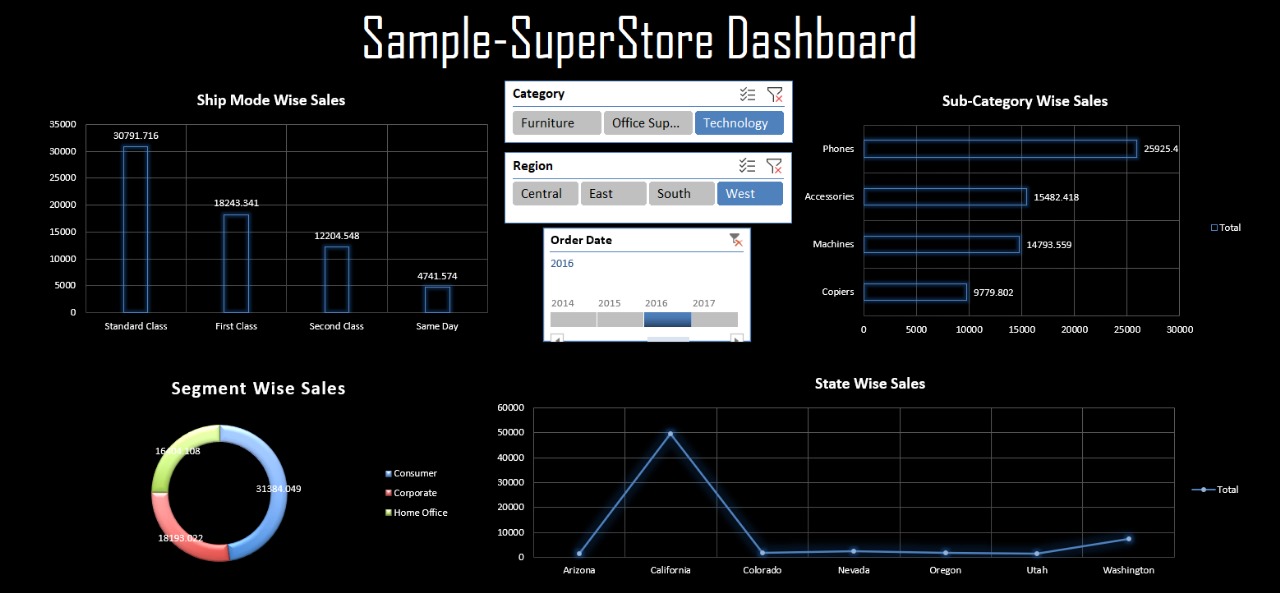 Sample-SuperStore Dashboard
Ship Mode Wise Sales
35000
30000
25000
20000
15000
10000
5000
0
30791.716
18243.341
12204.548
4741.574
Standard Class First Class Second Class Same Day
Category
Furniture Office Sup... Technology
Region
Central East South West
Order Date
2016
2014 2015 2016 2017
Sub-Category Wise Sales
Phones 25925.4
Accessories 15482.418
Machines 14793.559
Copiers 9779.802
0 5000 10000 15000 20000 25000 30000
Total
Segment Wise Sales
31384.049
18193.022
Consumer
Corporate
Home Office
State Wise Sales
60000
50000
40000
30000
20000
10000
0
Arizona California Colorado Nevada Oregon Utah Washington
Total